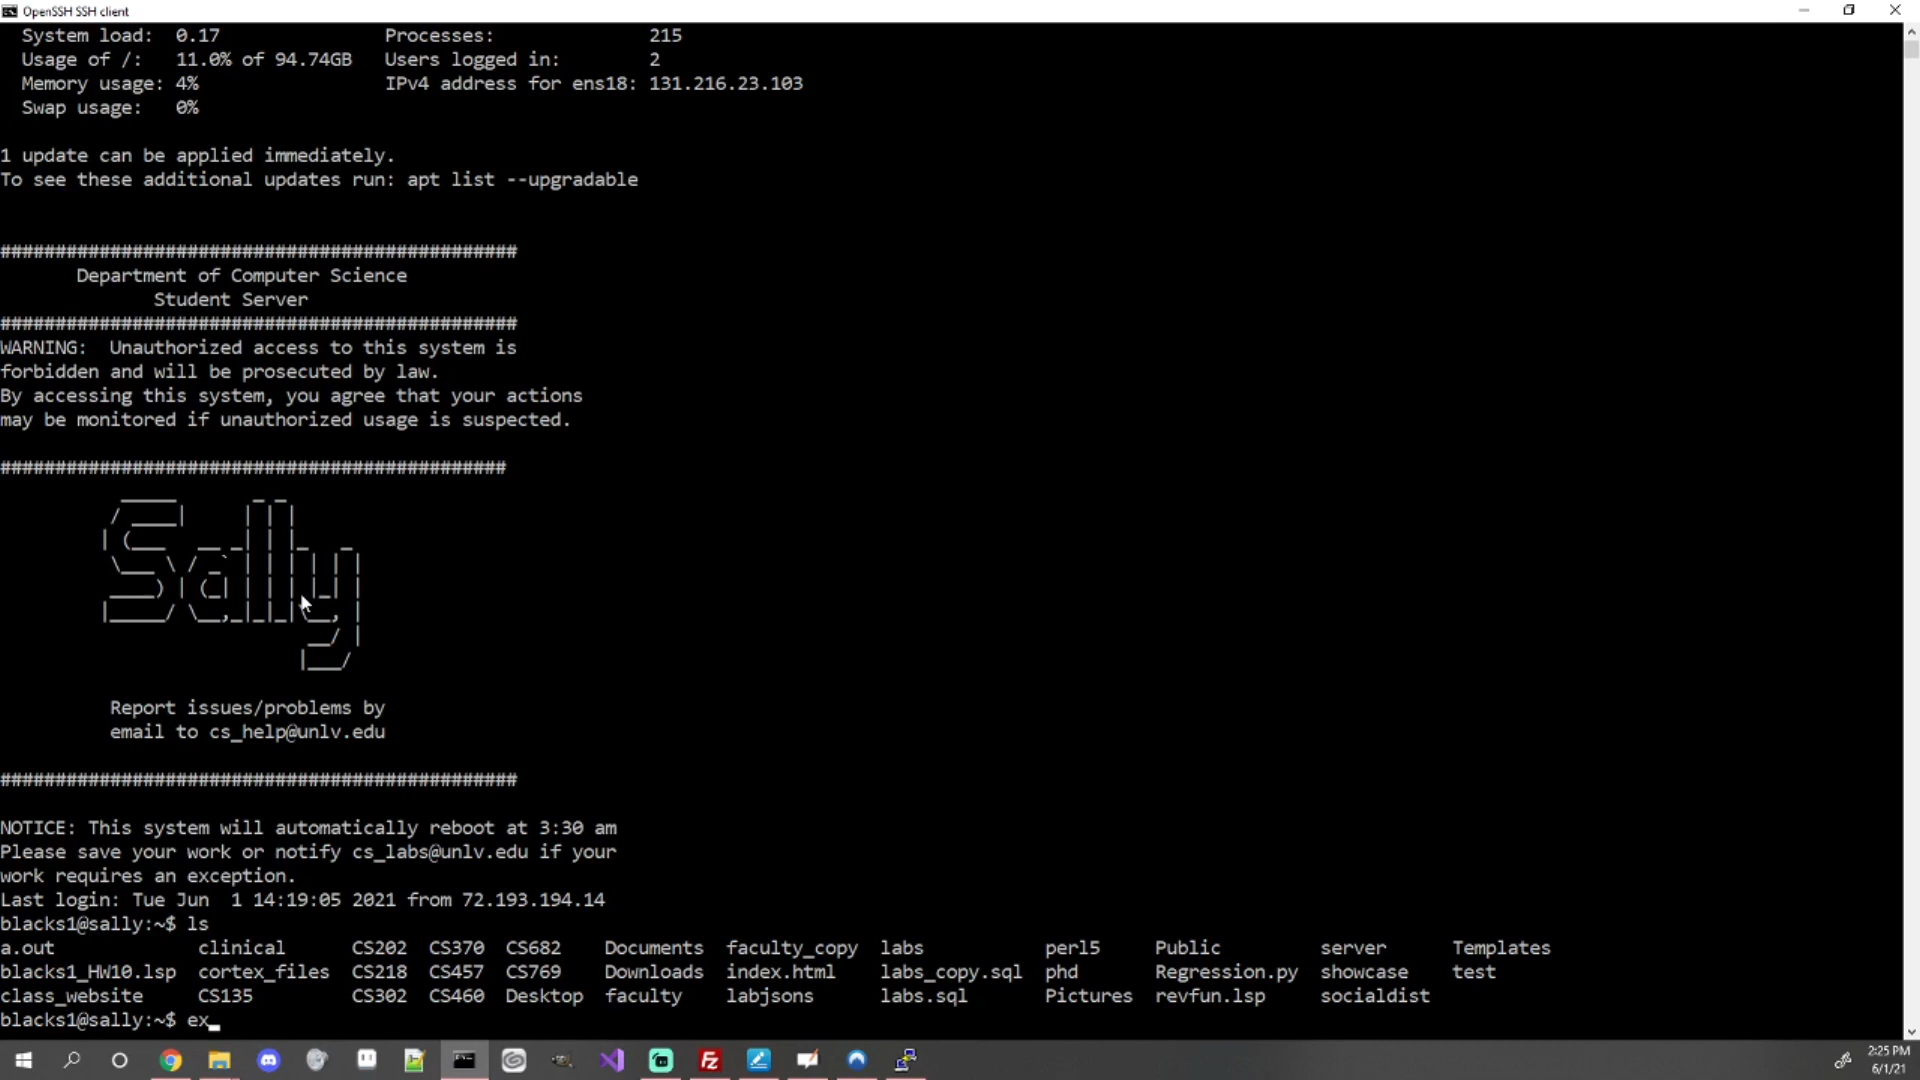 OpenSSH SSH client
System load: 0.17 Processes: 215
Usage of /: 11.0% of 94.74GB Users logged in: 2
Memory usage: 4% IPv4 address for ens18: 131.216.23.103
Swap usage: 0%
1 update can be applied immediately.
To see these additional updates run: apt list --upgradable
###############################################
Department of Computer Science
Student Server
###############################################
WARNING: Unauthorized access to this system is
forbidden and will be prosecuted by law.
By accessing this system, you agree that your actions
may be monitored if unauthorized usage is suspected.
##############################################
Sally
Report issues/problems by
email to cs_help@unlv.edu
###############################################
NOTICE: This system will automatically reboot at 3:30 am
Please save your work or notify cs_labs@unlv.edu if your
work requires an exception.
Last login: Tue Jun 1 14:19:05 2021 from 72.193.194.14
blacks1@sally:~$ ls
a.out clinical CS202 CS370 CS682 Documents faculty_copy labs perl5 Public server Templates
blacks1_HW10.lsp cortex_files CS218 CS457 CS769 Downloads index.html labs_copy.sql phd Regression.py showcase test
class_website CS135 CS302 CS460 Desktop faculty labjsons labs.sql Pictures revfun.lsp socialdist
blacks1@sally:~$ ex_
2:25 PM
6/1/21